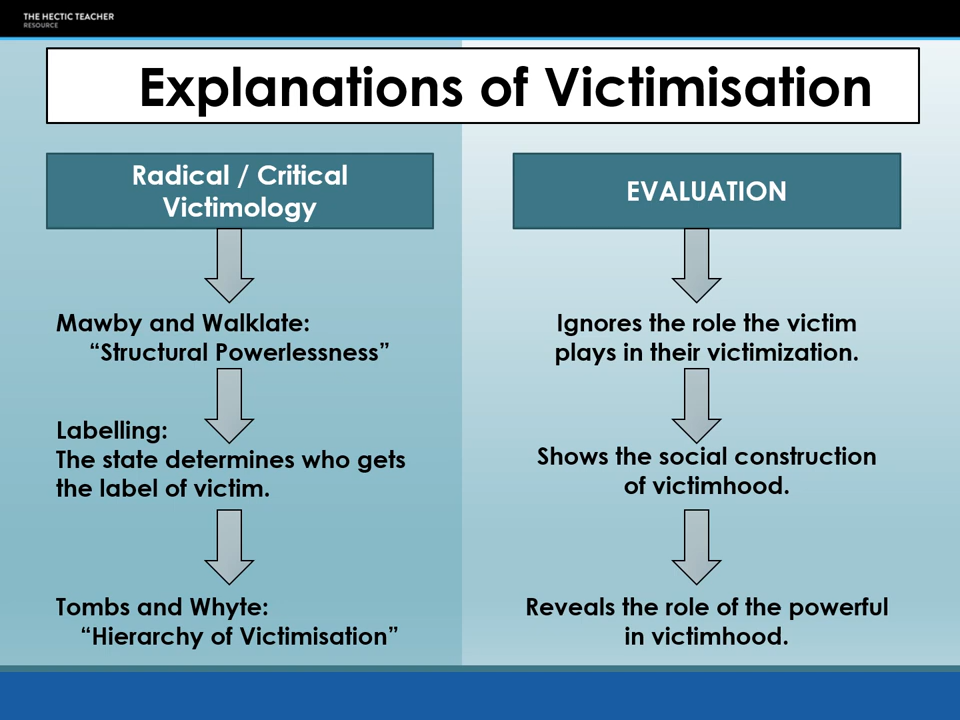 THE HECTIC TEACHER
RESOURCE
Explanations of Victimisation
Radical / Critical
Victimology
Mawby and Walklate:
“Structural Powerlessness”
Labelling:
The state determines who gets
the label of victim.
Tombs and Whyte:
“Hierarchy of Victimisation”
EVALUATION
Ignores the role the victim
plays in their victimization.
Shows the social construction
of victimhood.
Reveals the role of the powerful
in victimhood.